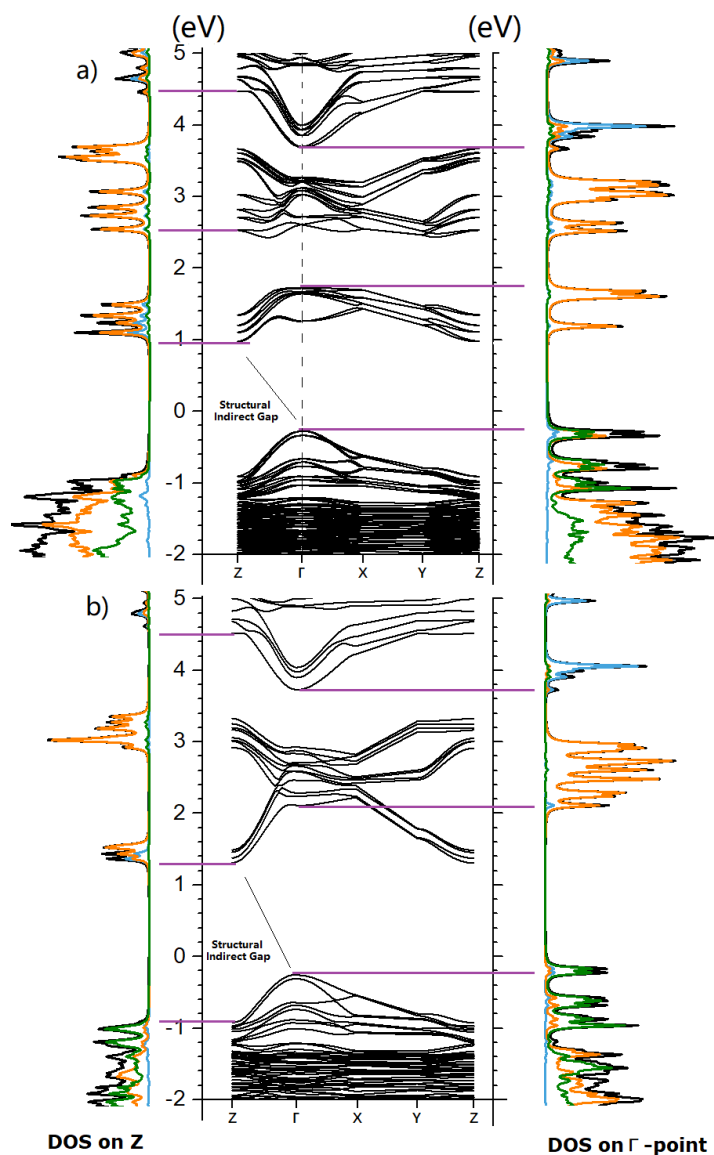 (eV) (eV)
a)
5
4
3
2
1
0
-1
-2
Structural
Indirect Gap
Z Γ X Y Z
b)
5
4
3
2
1
0
-1
-2
Structural
Indirect Gap
Z Γ X Y Z
DOS on Z DOS on Γ -point